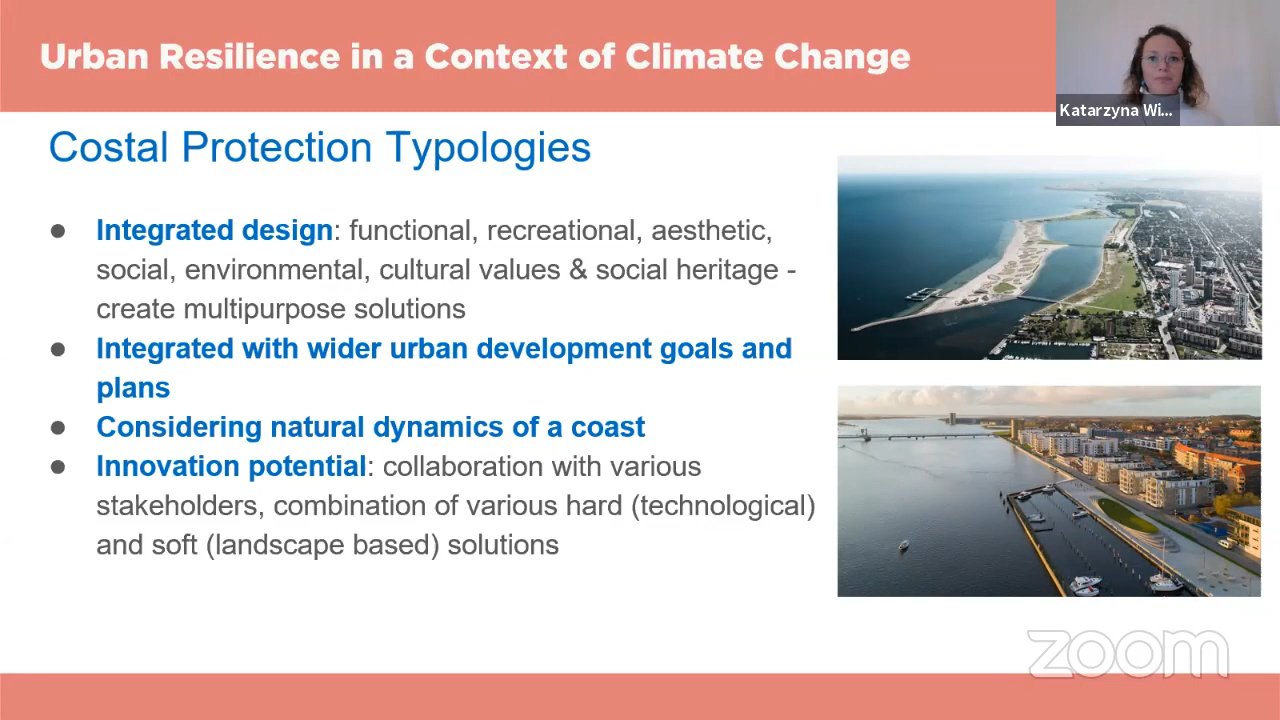 Urban Resilience in a Context of Climate Change
Katarzyna Wi...
Costal Protection Typologies
● Integrated design: functional, recreational, aesthetic,
social, environmental, cultural values & social heritage -
create multipurpose solutions
● Integrated with wider urban development goals and
plans
● Considering natural dynamics of a coast
● Innovation potential: collaboration with various
stakeholders, combination of various hard (technological)
and soft (landscape based) solutions
zoom